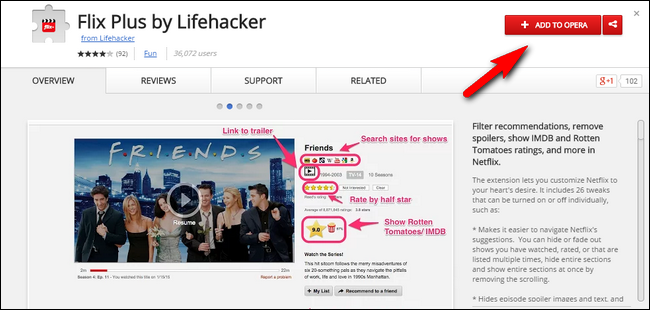 Flix Plus by Lifehacker
from Lifehacker
(92) Fun 36,072 users
+ ADD TO OPERA
OVERVIEW REVIEWS SUPPORT RELATED
g+1 102
Link to trailer
Friends
Search sites for shows
1994-2003 TV-14 10 Seasons
Not Interested Clear
Rate by half star
3.8 stars
9.0
Show Rotten Tomatoes/ IMDB
F·R·I·E·N·D·S
Resume
2m 22m
Season 4: Ep. 11 - You watched this title on 1/19/15 Report a problem
Watch the Series!
This hit sitcom follows the merry misadventures of
six 20-something pals as they navigate the pitfalls
of work, life and love in 1990s Manhattan.
+ My List Recommend to a friend
Filter recommendations, remove
spoilers, show IMDB and Rotten
Tomatoes ratings, and more in
Netflix.
The extension lets you customize Netflix to
your heart's desire. It includes 26 tweaks
that can be turned on or off individually,
such as:
* Makes it easier to navigate Netflix's
suggestions. You can hide or fade out
shows you have watched, rated, or that are
listed multiple times, hide entire sections
and show entire sections at once by
removing the scrolling.
* Hides episode spoiler images and text, and